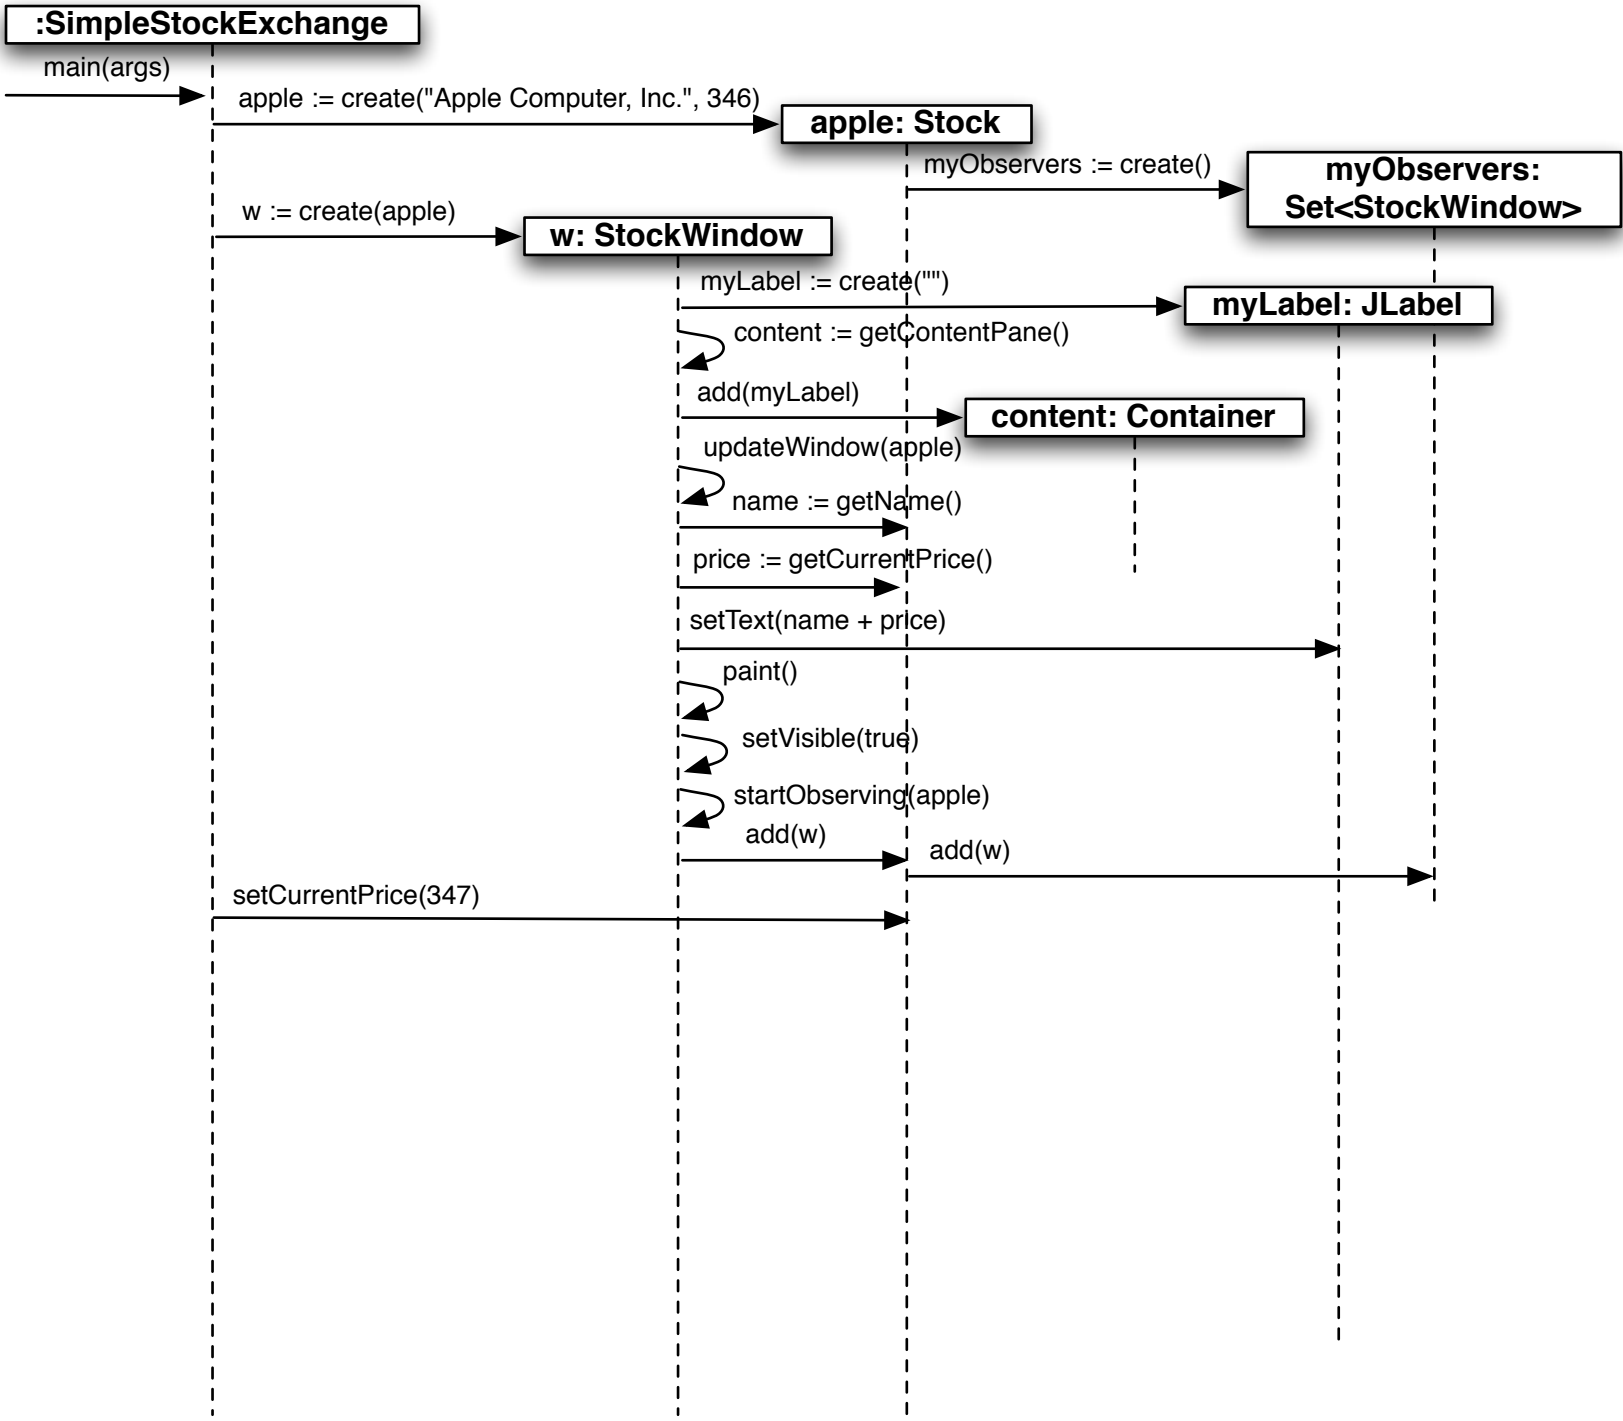 :SimpleStockExchange
main(args)
apple := create("Apple Computer, Inc.", 346)
apple: Stock
myObservers := create()
myObservers:
Set<StockWindow>
w := create(apple)
w: StockWindow
myLabel := create("")
myLabel: JLabel
content := getContentPane()
add(myLabel)
content: Container
updateWindow(apple)
name := getName()
price := getCurrentPrice()
setText(name + price)
paint()
setVisible(true)
startObserving(apple)
add(w)
add(w)
setCurrentPrice(347)